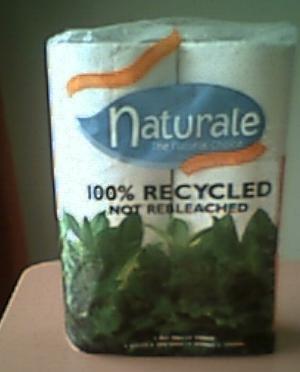 Naturale
The Natural Choice
100% RECYCLED
NOT REBLEACHED